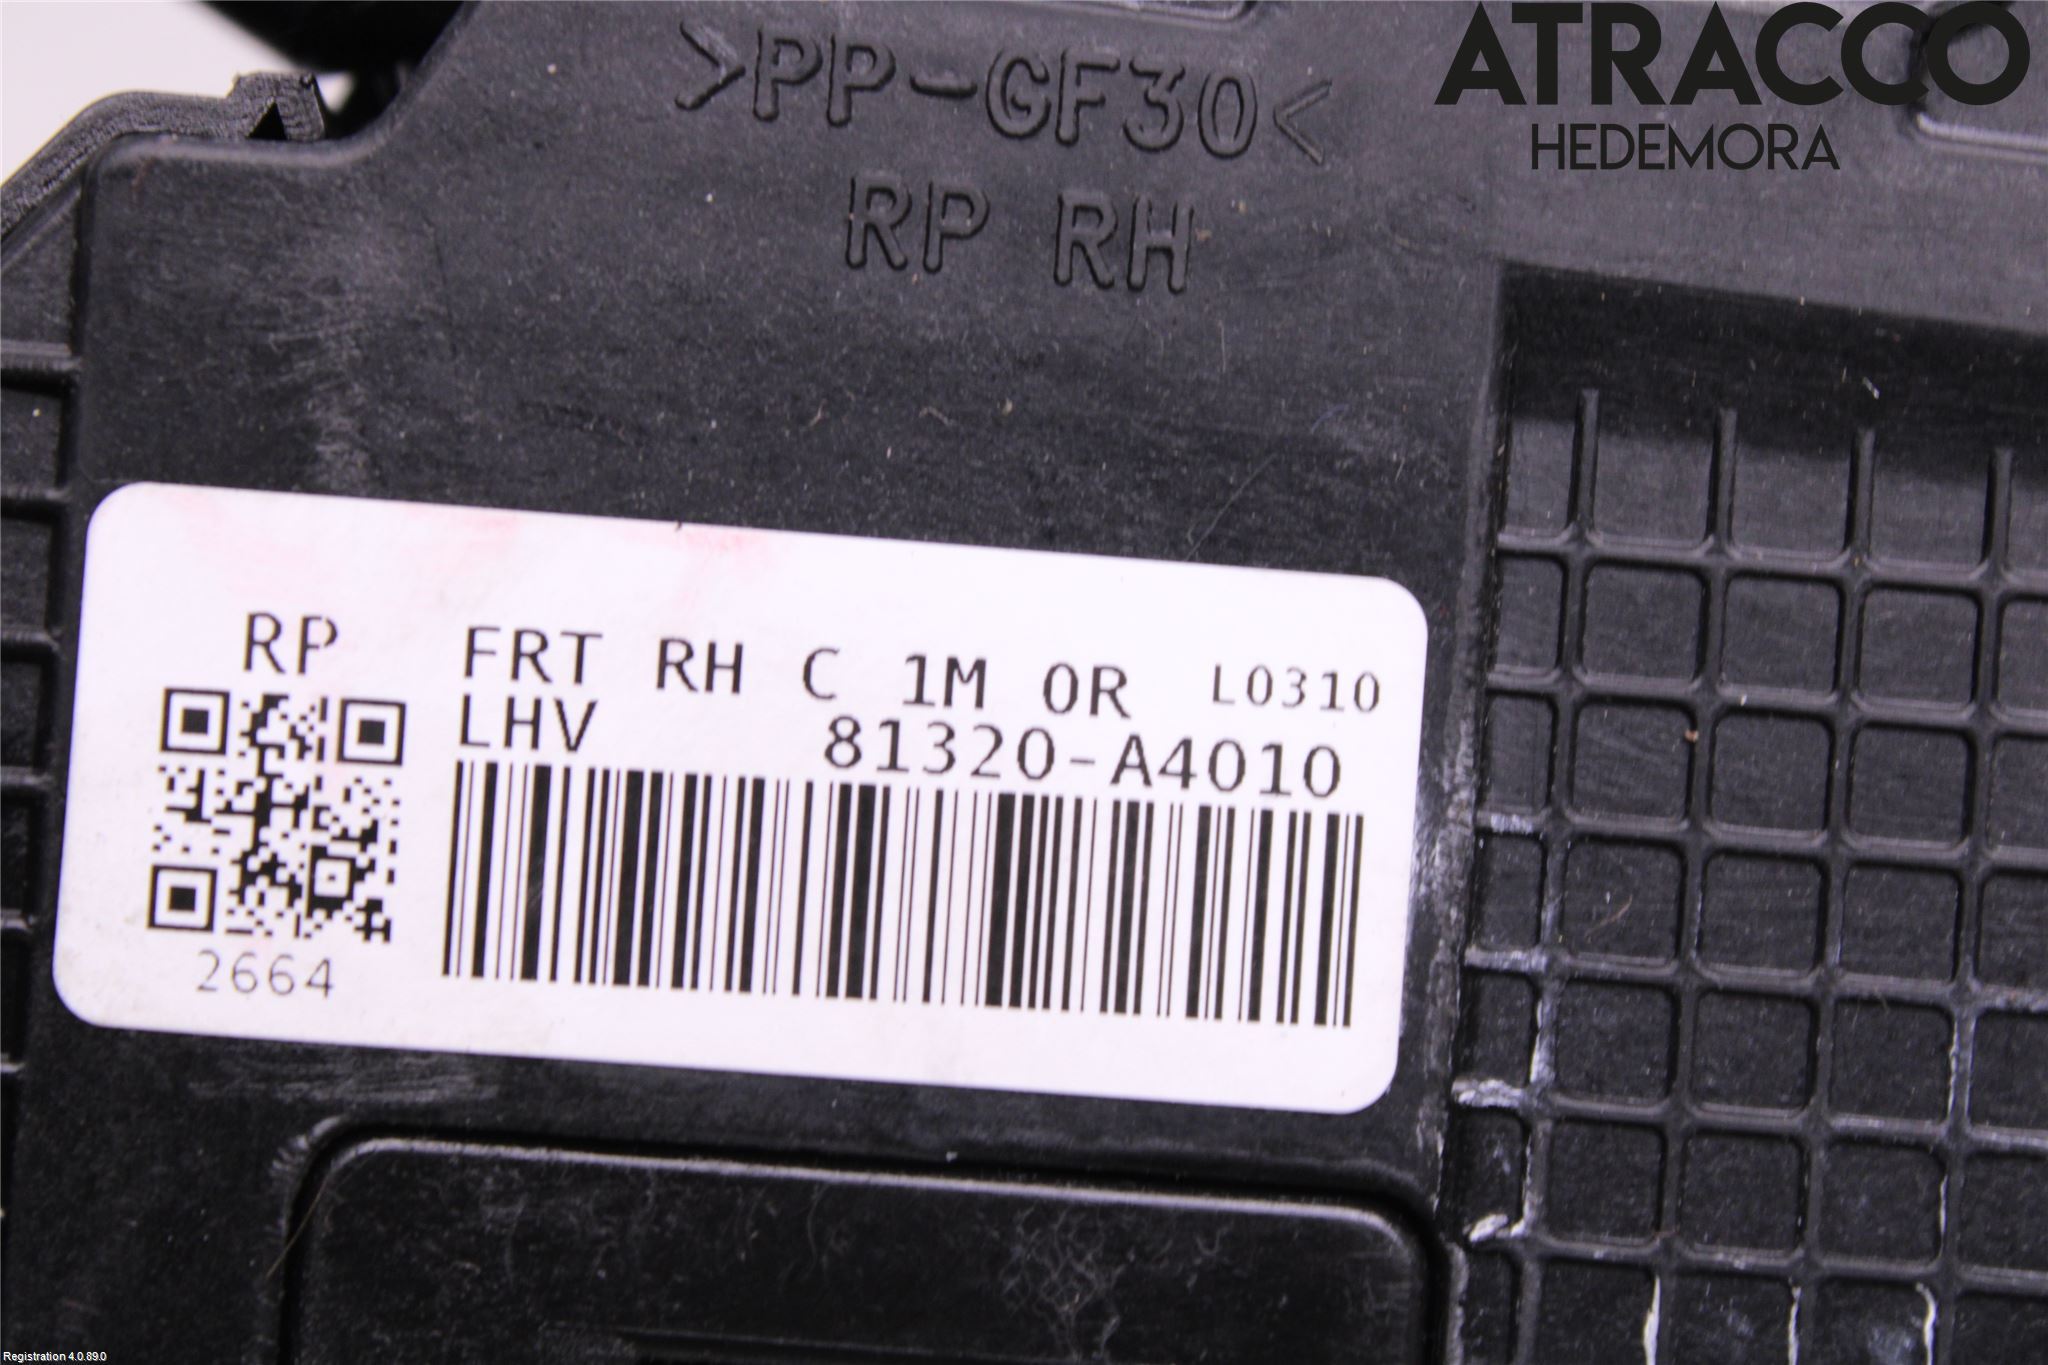 ATRACCO
HEDEMORA
>PP-GF30<
RP RH
RP
FRT RH C 1M OR L0310
LHV 81320-A4010
2664
Registration 4.0.89.0